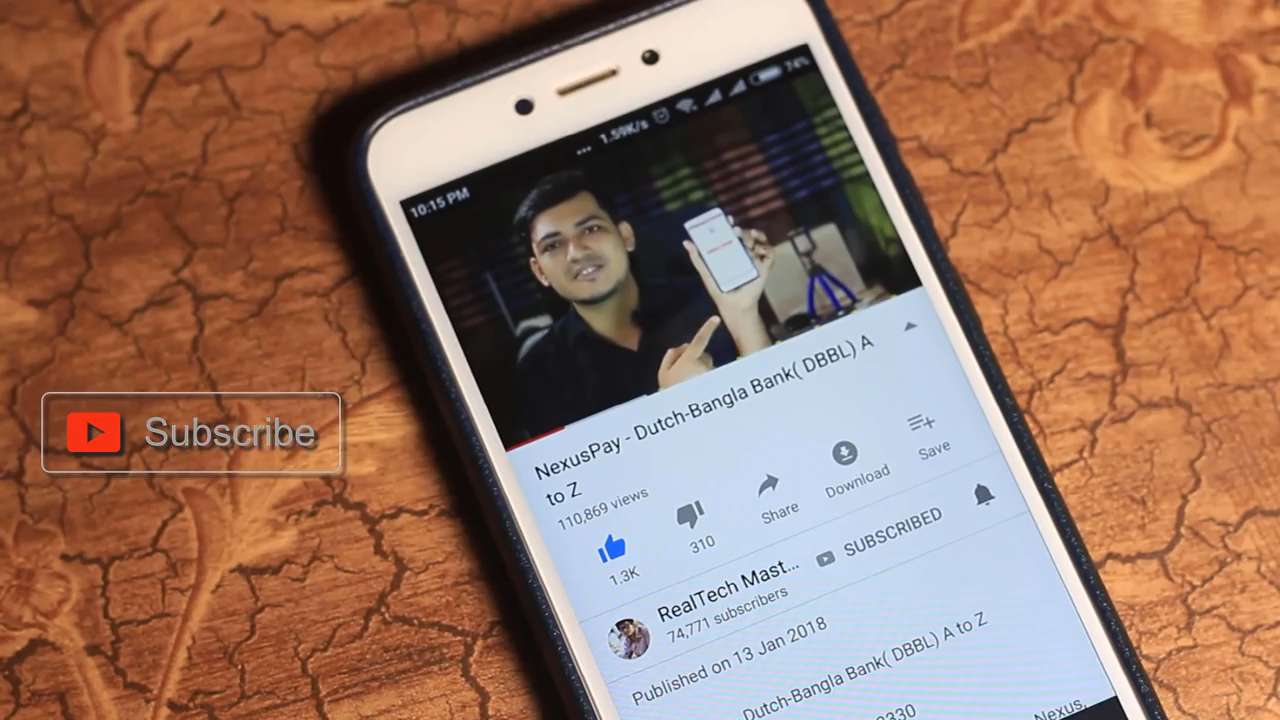 10:15 PM ... 1.59K/s 74%
NexusPay - Dutch-Bangla Bank( DBBL) A
to Z
110,869 views
1.3K
310
Share
Download
Save
RealTech Mast...
74,771 subscribers
SUBSCRIBED
Published on 13 Jan 2018
Dutch-Bangla Bank( DBBL) A to Z
Nexus,
Subscribe